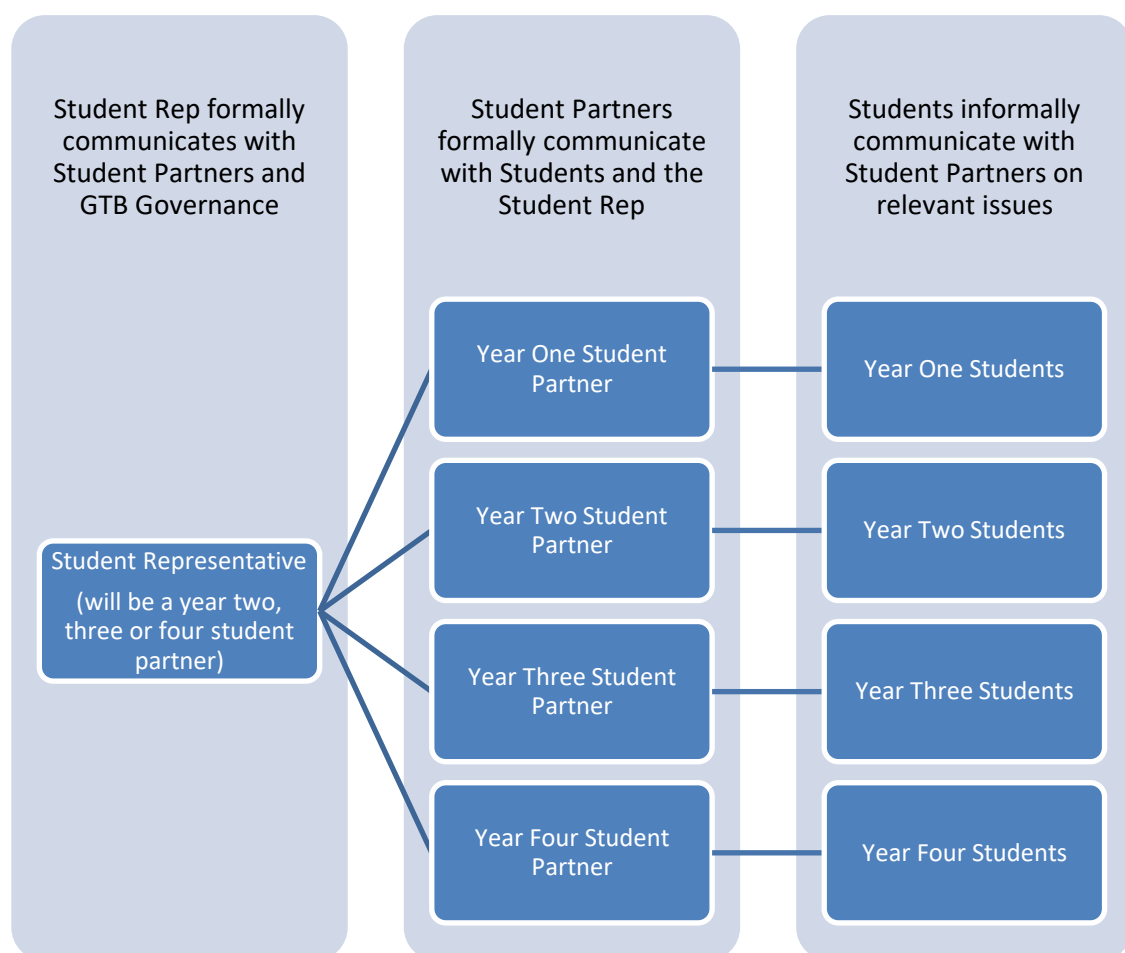 Student Rep formally
communicates with
Student Partners and
GTB Governance
Student Partners
formally communicate
with Students and the
Student Rep
Students informally
communicate with
Student Partners on
relevant issues
Student Representative
(will be a year two,
three or four student
partner)
Year One Student
Partner
Year Two Student
Partner
Year Three Student
Partner
Year Four Student
Partner
Year One Students
Year Two Students
Year Three Students
Year Four Students